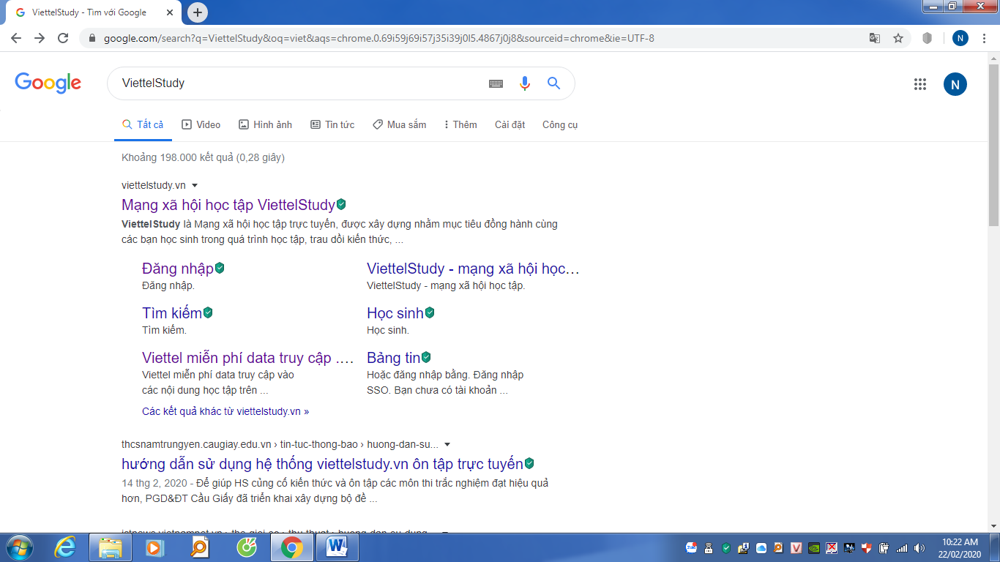 ViettelStudy - Tìm với Google
google.com/search?q=ViettelStudy&oq=viet&aqs=chrome.0.69i59j69i57j35i39j0l5.4867j0j8&sourceid=chrome&ie=UTF-8
N
Google
ViettelStudy
N
Tất cả
Video
Hình ảnh
Tin tức
Mua sắm
Thêm
Cài đặt
Công cụ
Khoảng 198.000 kết quả (0,28 giây)
viettelstudy.vn
Mạng xã hội học tập ViettelStudy
ViettelStudy là Mạng xã hội học tập trực tuyến, được xây dựng nhằm mục tiêu đồng hành cùng
các bạn học sinh trong quá trình học tập, trau dồi kiến thức, ...
Đăng nhập
Đăng nhập.
ViettelStudy - mạng xã hội học…
ViettelStudy - mạng xã hội học tập.
Tìm kiếm
Tìm kiếm.
Học sinh
Học sinh.
Viettel miễn phí data truy cập ….
Viettel miễn phí data truy cập vào
các nội dung học tập trên ...
Bảng tin
Hoặc đăng nhập bằng. Đăng nhập
SSO. Bạn chưa có tài khoản ...
Các kết quả khác từ viettelstudy.vn »
thcsnamtrungyen.caugiay.edu.vn › tin-tuc-thong-bao › huong-dan-su...
hướng dẫn sử dụng hệ thống viettelstudy.vn ôn tập trực tuyến
14 thg 2, 2020 - Để giúp HS củng cố kiến thức và ôn tập các môn thi trắc nghiệm đạt hiệu quả
hơn, PGD&ĐT Cầu Giấy đã triển khai xây dựng bộ đề ...
10:22 AM
22/02/2020